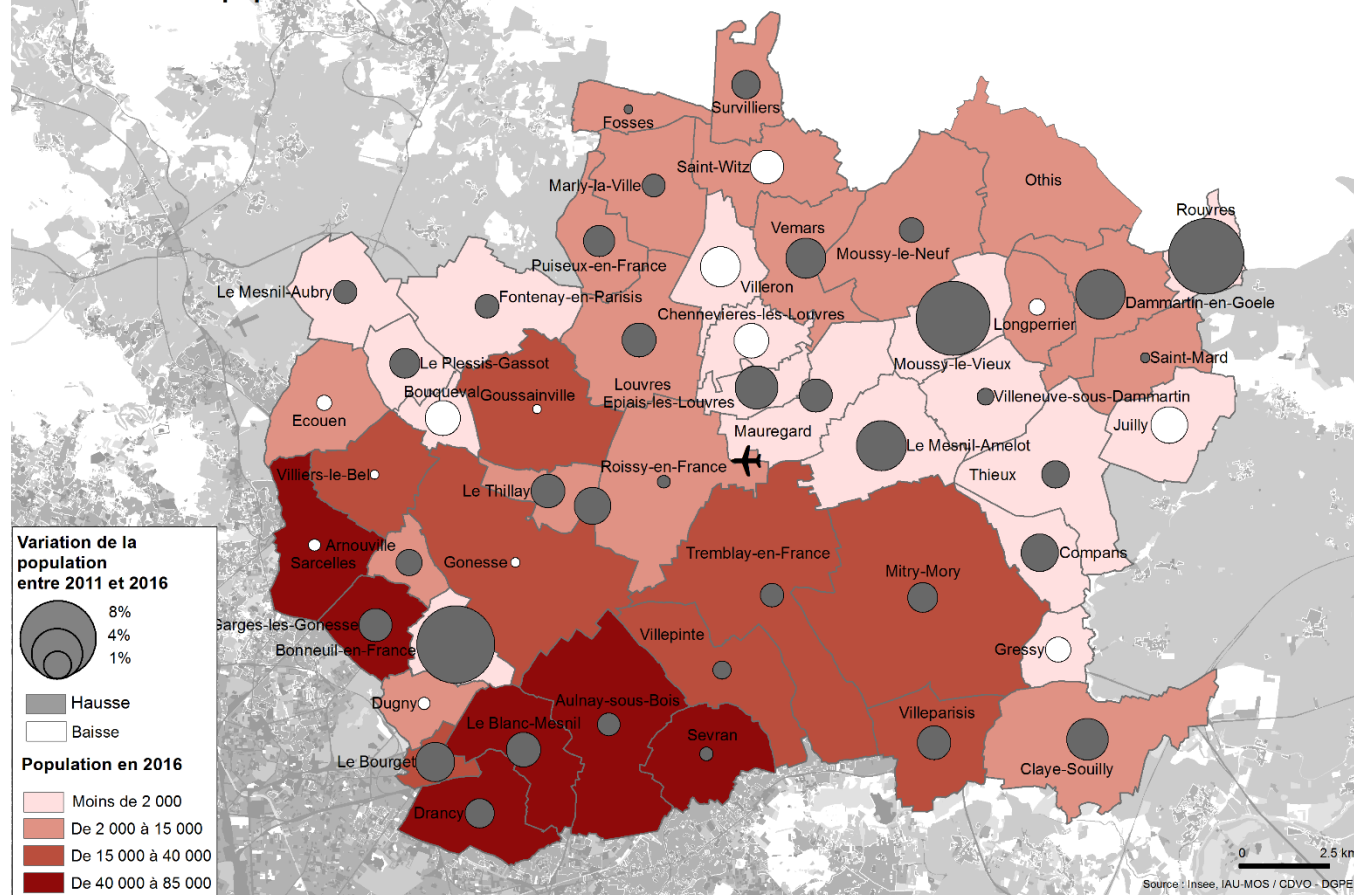 Survilliers
Fosses
Saint-Witz
Marly-la-Ville
Othis
Rouvres
Vemars
Moussy-le-Neuf
Puiseux-en-France
Villeron
Le Mesnil-Aubry
Fontenay-en-Parisis
Dammartin-en-Goele
Chennevieres-les-Louvres
Longperrier
Saint-Mard
Le Plessis-Gassot
Moussy-le-Vieux
Bouqueval
Goussainville
Louvres
Epiais-les-Louvres
Villeneuve-sous-Dammartin
Ecouen
Mauregard
Juilly
Le Mesnil-Amelot
Villiers-le-Bel
Roissy-en-France
Thieux
Le Thillay
Arnouville
Sarcelles
Gonesse
Tremblay-en-France
Compans
Mitry-Mory
Garges-les-Gonesse
Villepinte
Bonneuil-en-France
Gressy
Dugny
Aulnay-sous-Bois
Le Blanc-Mesnil
Sevran
Villeparisis
Le Bourget
Claye-Souilly
Drancy
Variation de la
population
entre 2011 et 2016
8%
4%
1%
Hausse
Baisse
Population en 2016
Moins de 2 000
De 2 000 à 15 000
De 15 000 à 40 000
De 40 000 à 85 000
0 2.5 km
Source : Insee, IAU-MOS / CDVO - DGPE